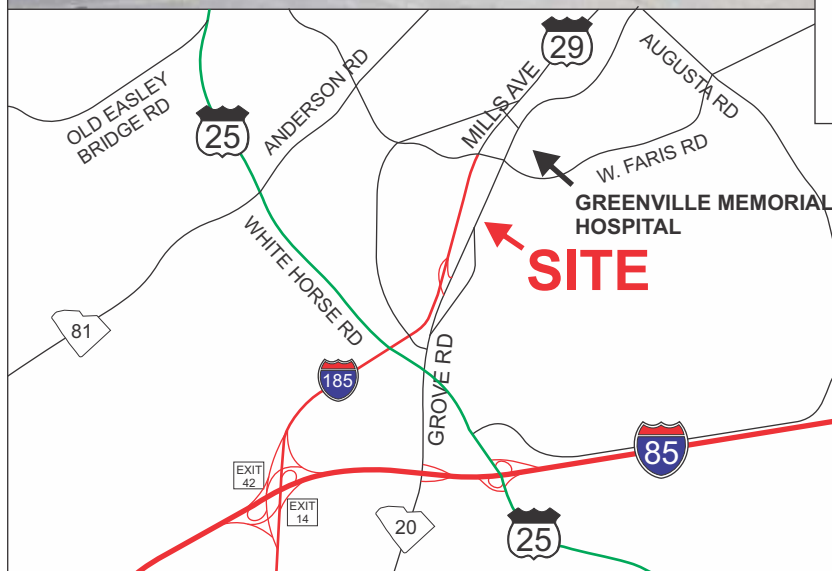 29
AUGUSTA RD
OLD EASLEY
BRIDGE RD
25
ANDERSON RD
MILLS AVE
W. FARIS RD
GREENVILLE MEMORIAL
HOSPITAL
SITE
WHITE HORSE RD
81
185
GROVE RD
85
EXIT
42
EXIT
14
20
25